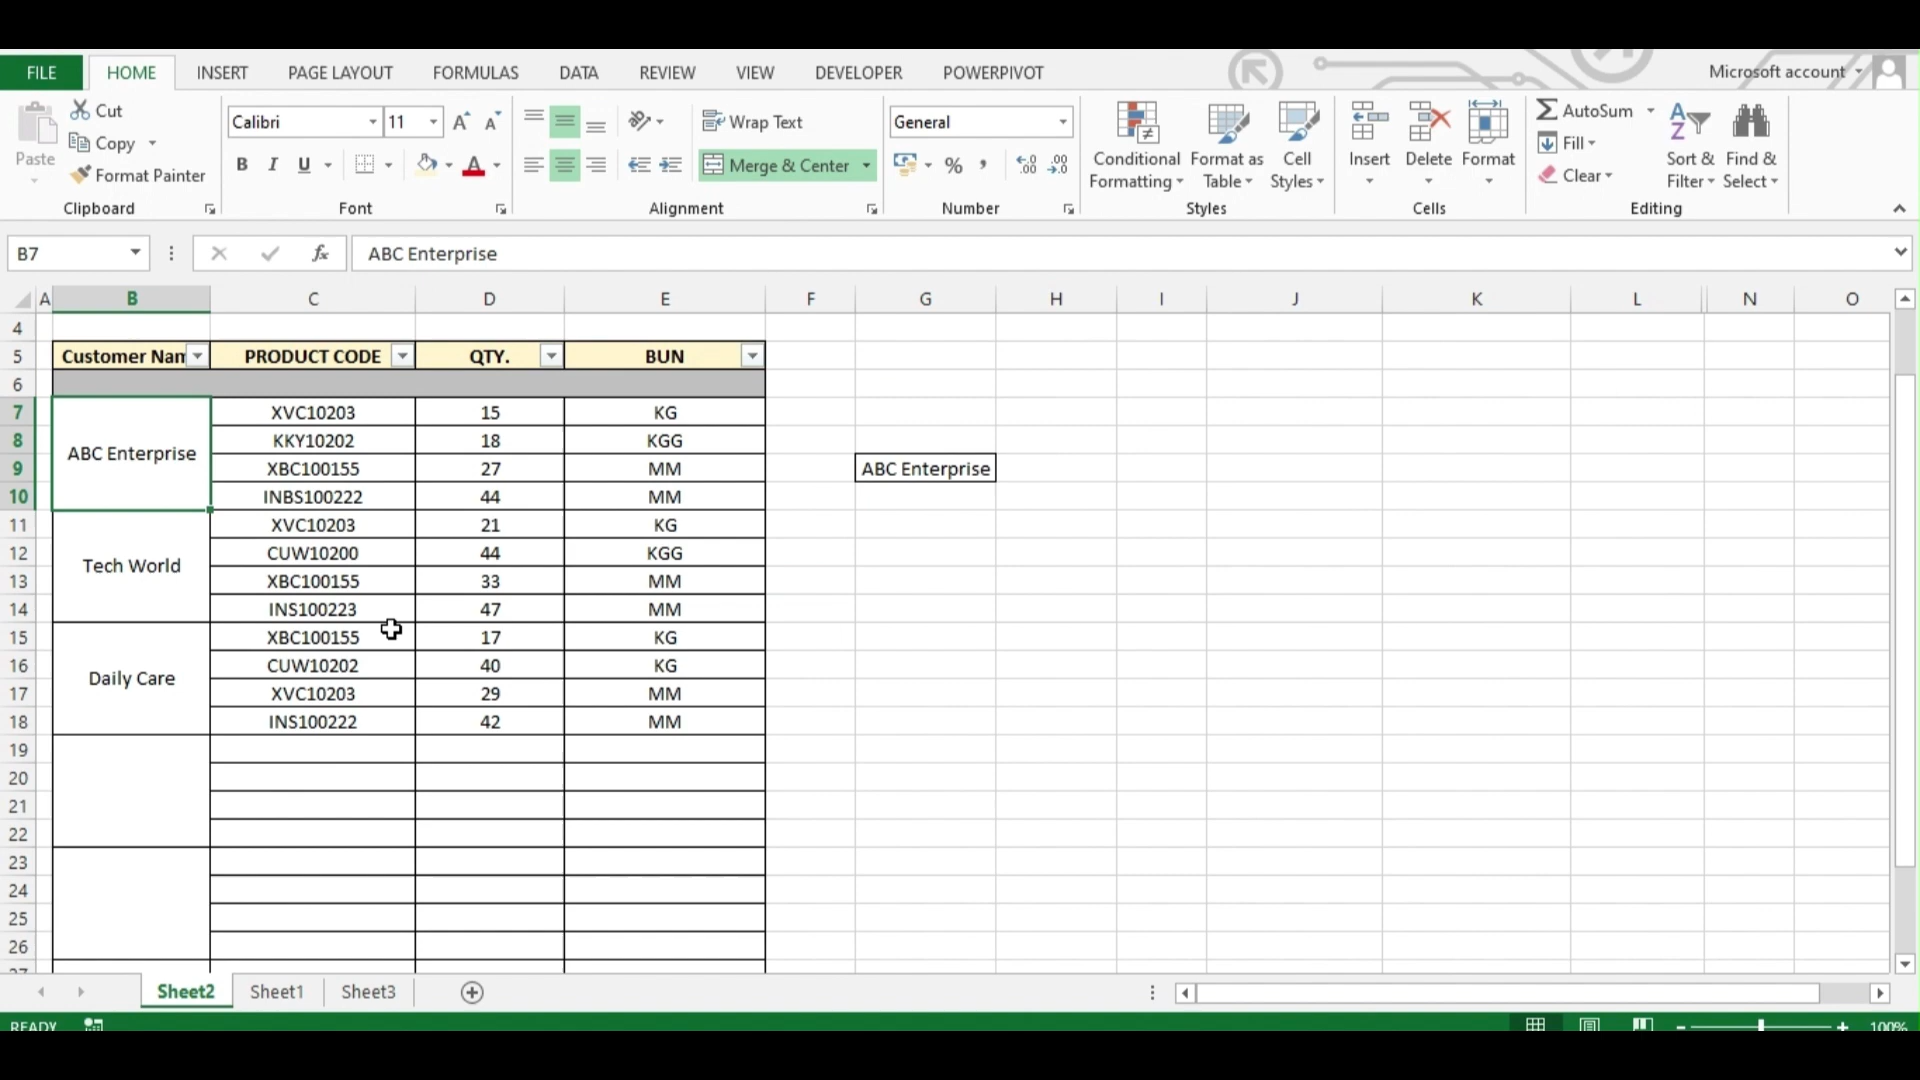 FILE HOME INSERT PAGE LAYOUT FORMULAS DATA REVIEW VIEW DEVELOPER POWERPIVOT Microsoft account
Paste Cut Copy Format Painter Clipboard
Calibri 11 B I U A Font
Wrap Text Merge & Center Alignment
General % , Number
Conditional Formatting Format as Table Cell Styles Styles
Insert Delete Format Cells
AutoSum Fill Clear Sort & Filter Find & Select Editing
B7 fx ABC Enterprise
A B C D E F G H I J K L N O
4
5 Customer Nam PRODUCT CODE QTY. BUN
6
7 XVC10203 15 KG
8 ABC Enterprise KKY10202 18 KGG
9 XBC100155 27 MM ABC Enterprise
10 INBS100222 44 MM
11 XVC10203 21 KG
12 Tech World CUW10200 44 KGG
13 XBC100155 33 MM
14 INS100223 47 MM
15 XBC100155 17 KG
16 Daily Care CUW10202 40 KG
17 XVC10203 29 MM
18 INS100222 42 MM
19
20
21
22
23
24
25
26
27
Sheet2 Sheet1 Sheet3
READY 100%